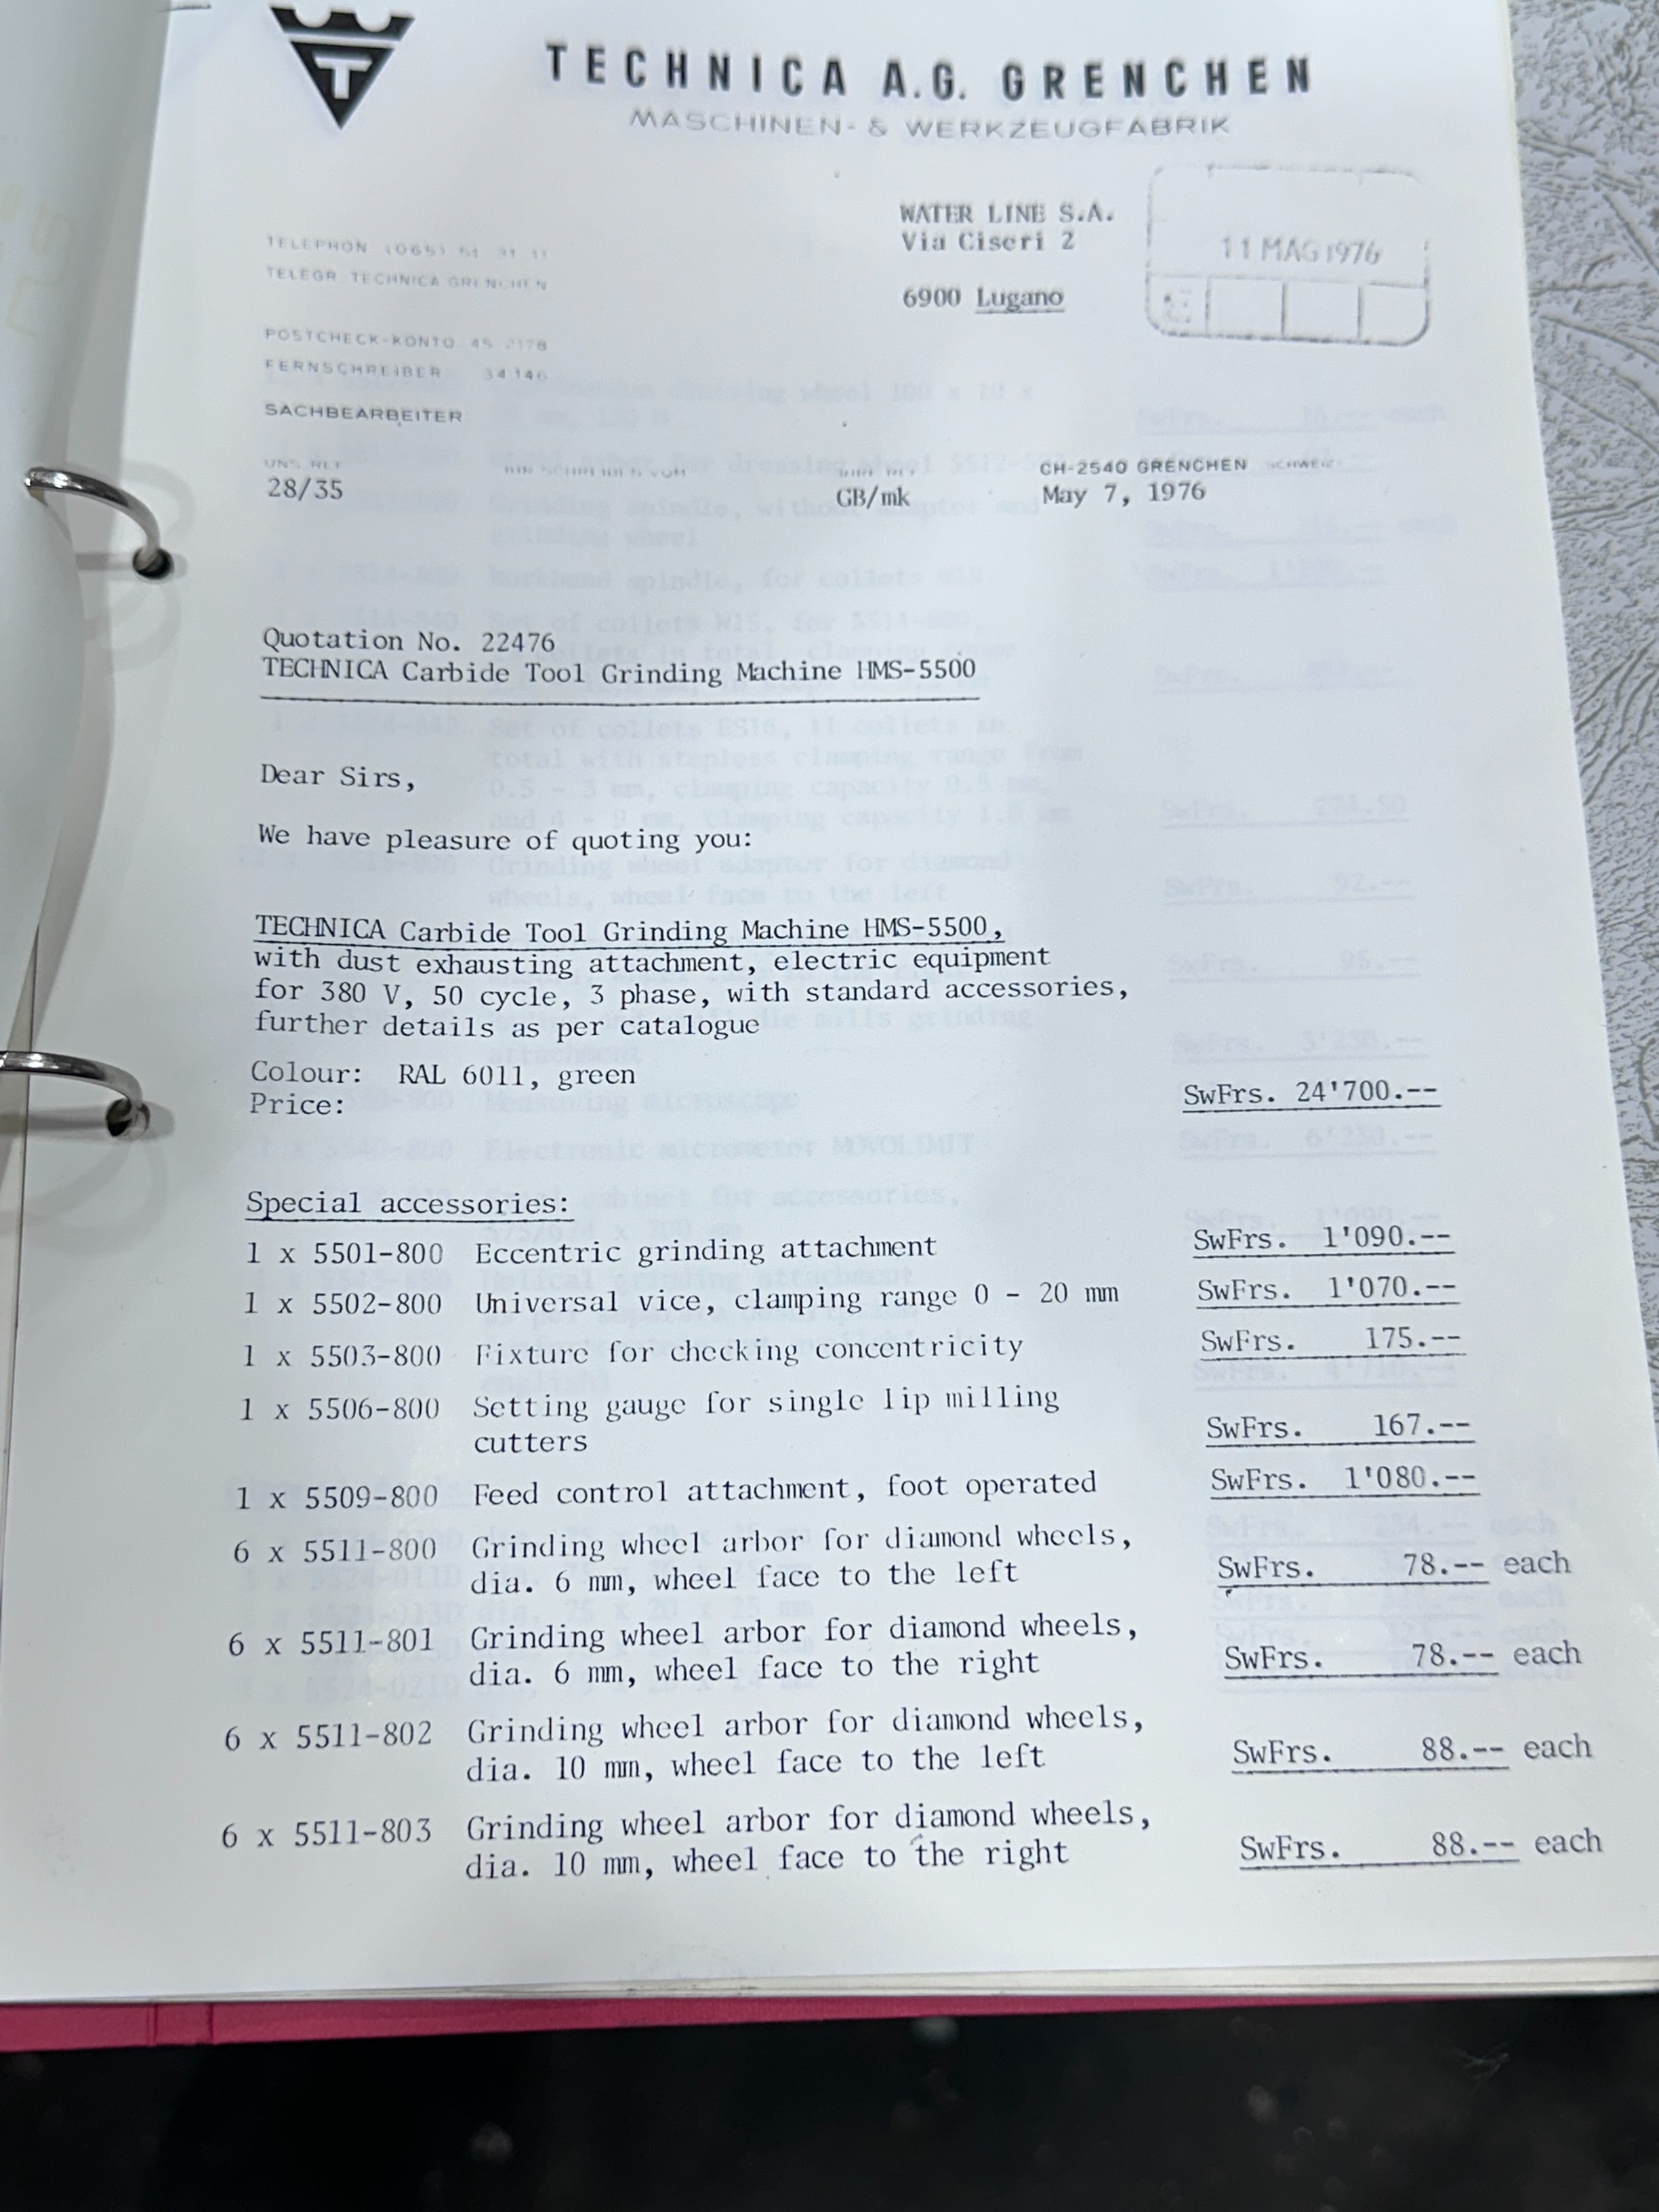 T
TECHNICA A.G. GRENCHEN
MASCHINEN- & WERKZEUGFABRIK
WATER LINE S.A.
Via Ciseri 2
6900 Lugano
11 MAG 1976
TELEPHON (065)
TELEGR. TECHNICA GRENCHEN
POSTCHECK-KONTO 45-2178
FERNSCHREIBER 34 146
SACHBEARBEITER
UNS. REF.
28/35
GB/mk
CH-2540 GRENCHEN SCHWEIZ
May 7, 1976
Quotation No. 22476
TECHNICA Carbide Tool Grinding Machine HMS-5500
Dear Sirs,
We have pleasure of quoting you:
TECHNICA Carbide Tool Grinding Machine HMS-5500,
with dust exhausting attachment, electric equipment
for 380 V, 50 cycle, 3 phase, with standard accessories,
further details as per catalogue
Colour: RAL 6011, green
Price: SwFrs. 24'700.--
Special accessories:
1 x 5501-800 Eccentric grinding attachment SwFrs. 1'090.--
1 x 5502-800 Universal vice, clamping range 0 - 20 mm SwFrs. 1'070.--
1 x 5503-800 Fixture for checking concentricity SwFrs. 175.--
1 x 5506-800 Setting gauge for single lip milling
cutters SwFrs. 167.--
1 x 5509-800 Feed control attachment, foot operated SwFrs. 1'080.--
6 x 5511-800 Grinding wheel arbor for diamond wheels,
dia. 6 mm, wheel face to the left SwFrs. 78.-- each
6 x 5511-801 Grinding wheel arbor for diamond wheels,
dia. 6 mm, wheel face to the right SwFrs. 78.-- each
6 x 5511-802 Grinding wheel arbor for diamond wheels,
dia. 10 mm, wheel face to the left SwFrs. 88.-- each
6 x 5511-803 Grinding wheel arbor for diamond wheels,
dia. 10 mm, wheel face to the right SwFrs. 88.-- each